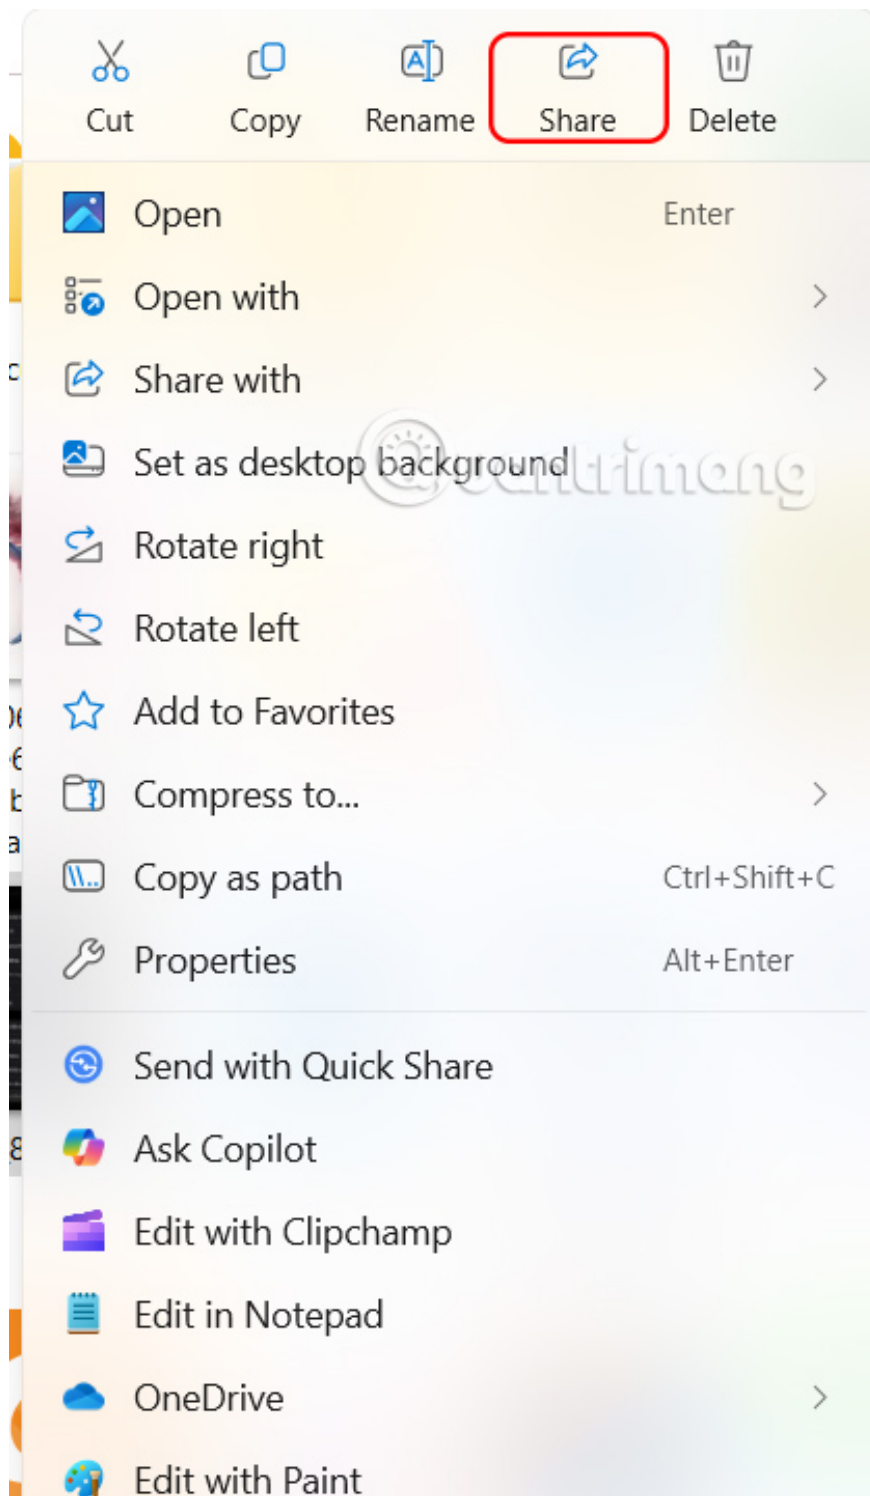 Cut Copy Rename Share Delete
Open Enter
Open with
Share with
Set as desktop background
Rotate right
Rotate left
Add to Favorites
Compress to...
Copy as path Ctrl+Shift+C
Properties Alt+Enter
Send with Quick Share
Ask Copilot
Edit with Clipchamp
Edit in Notepad
OneDrive
Edit with Paint